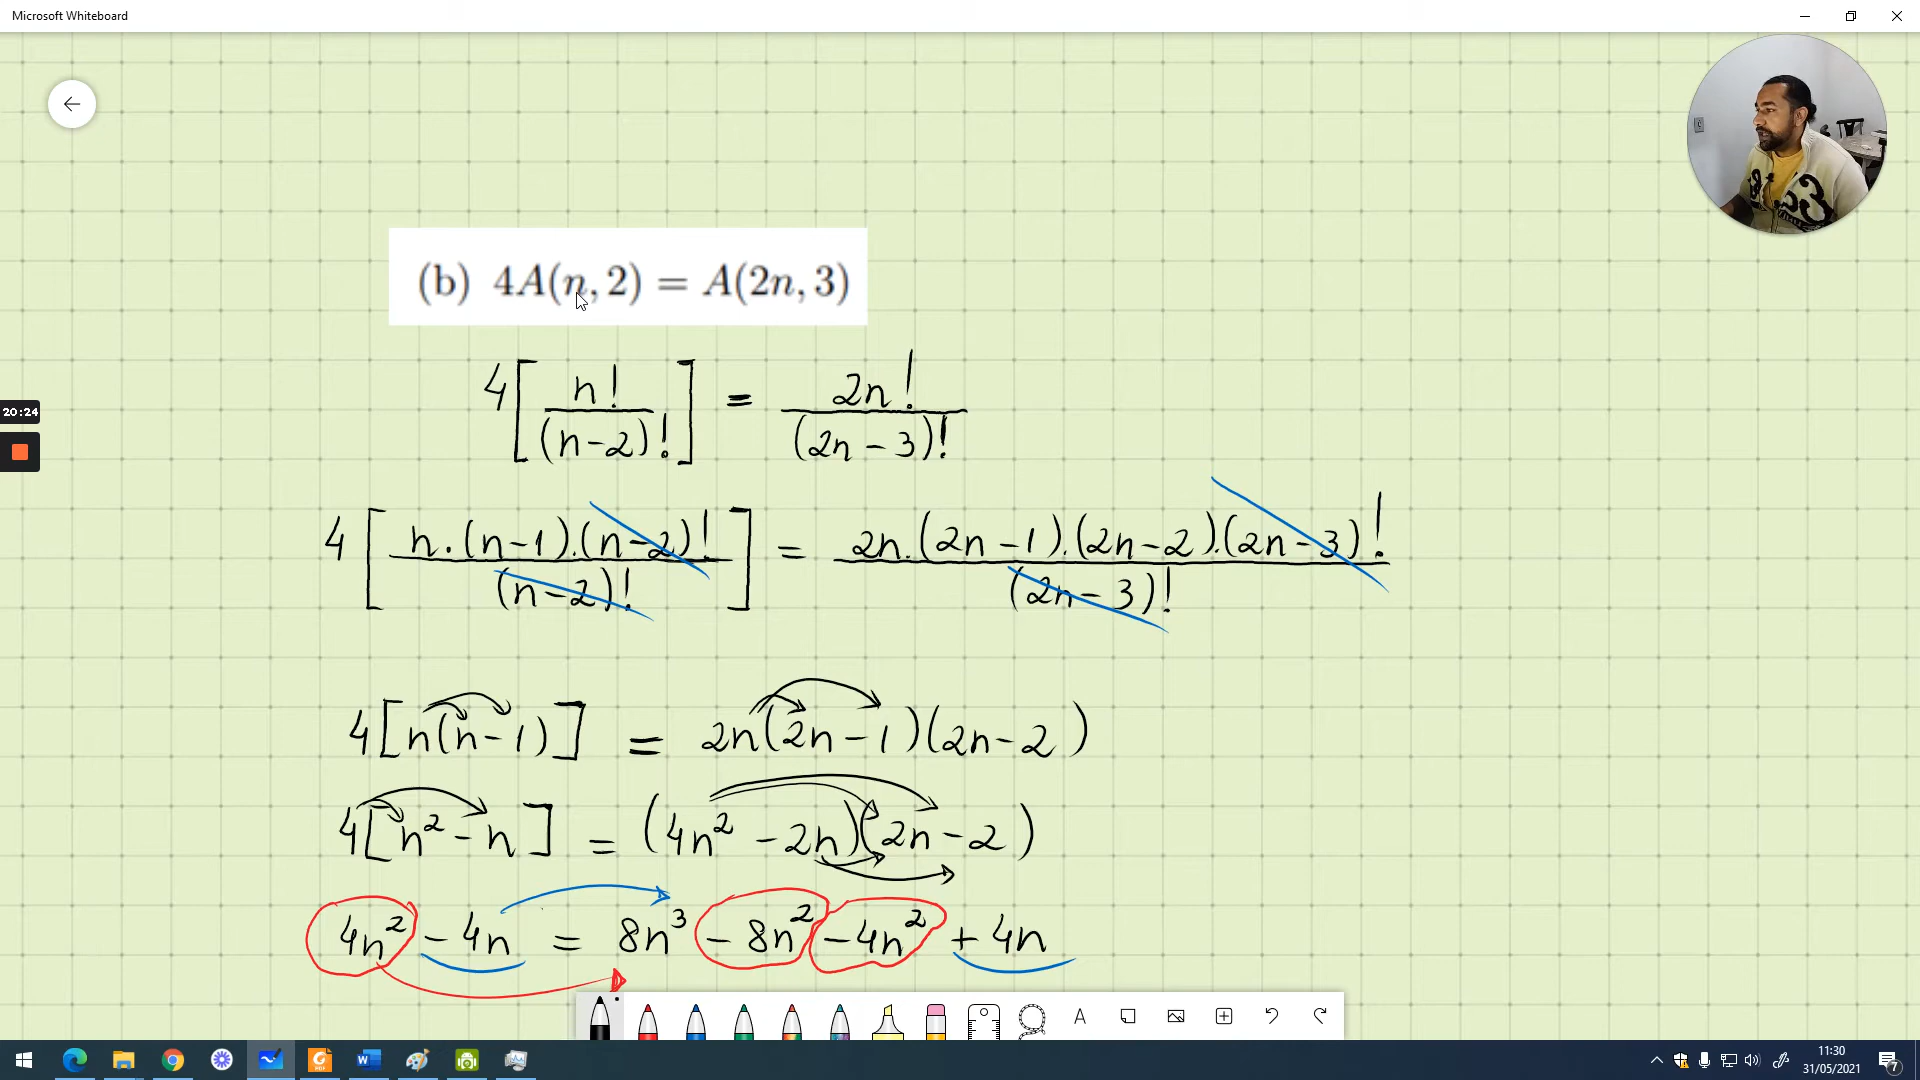 Microsoft Whiteboard
(b) 4A(n, 2) = A(2n, 3)
4[n!/(n-2)!] = 2n!/(2n-3)!
20:24
4[n.(n-1).(n-2)!/(n-2)!] = 2n.(2n-1).(2n-2).(2n-3)!/(2n-3)!
4[n(n-1)] = 2n(2n-1)(2n-2)
4[n²-n] = (4n²-2n)(2n-2)
4n²-4n = 8n³-8n²-4n²+4n
A
PDF
W
11:30
31/05/2021
7